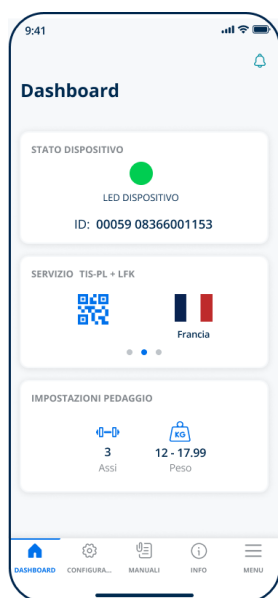 9:41
Dashboard
STATO DISPOSITIVO
LED DISPOSITIVO
ID: 00059 08366001153
SERVIZIO TIS-PL + LFK
Francia
IMPOSTAZIONI PEDAGGIO
KG
3
12 - 17.99
Assi
Peso
DASHBOARD
CONFIGURA...
MANUALI
INFO
MENU